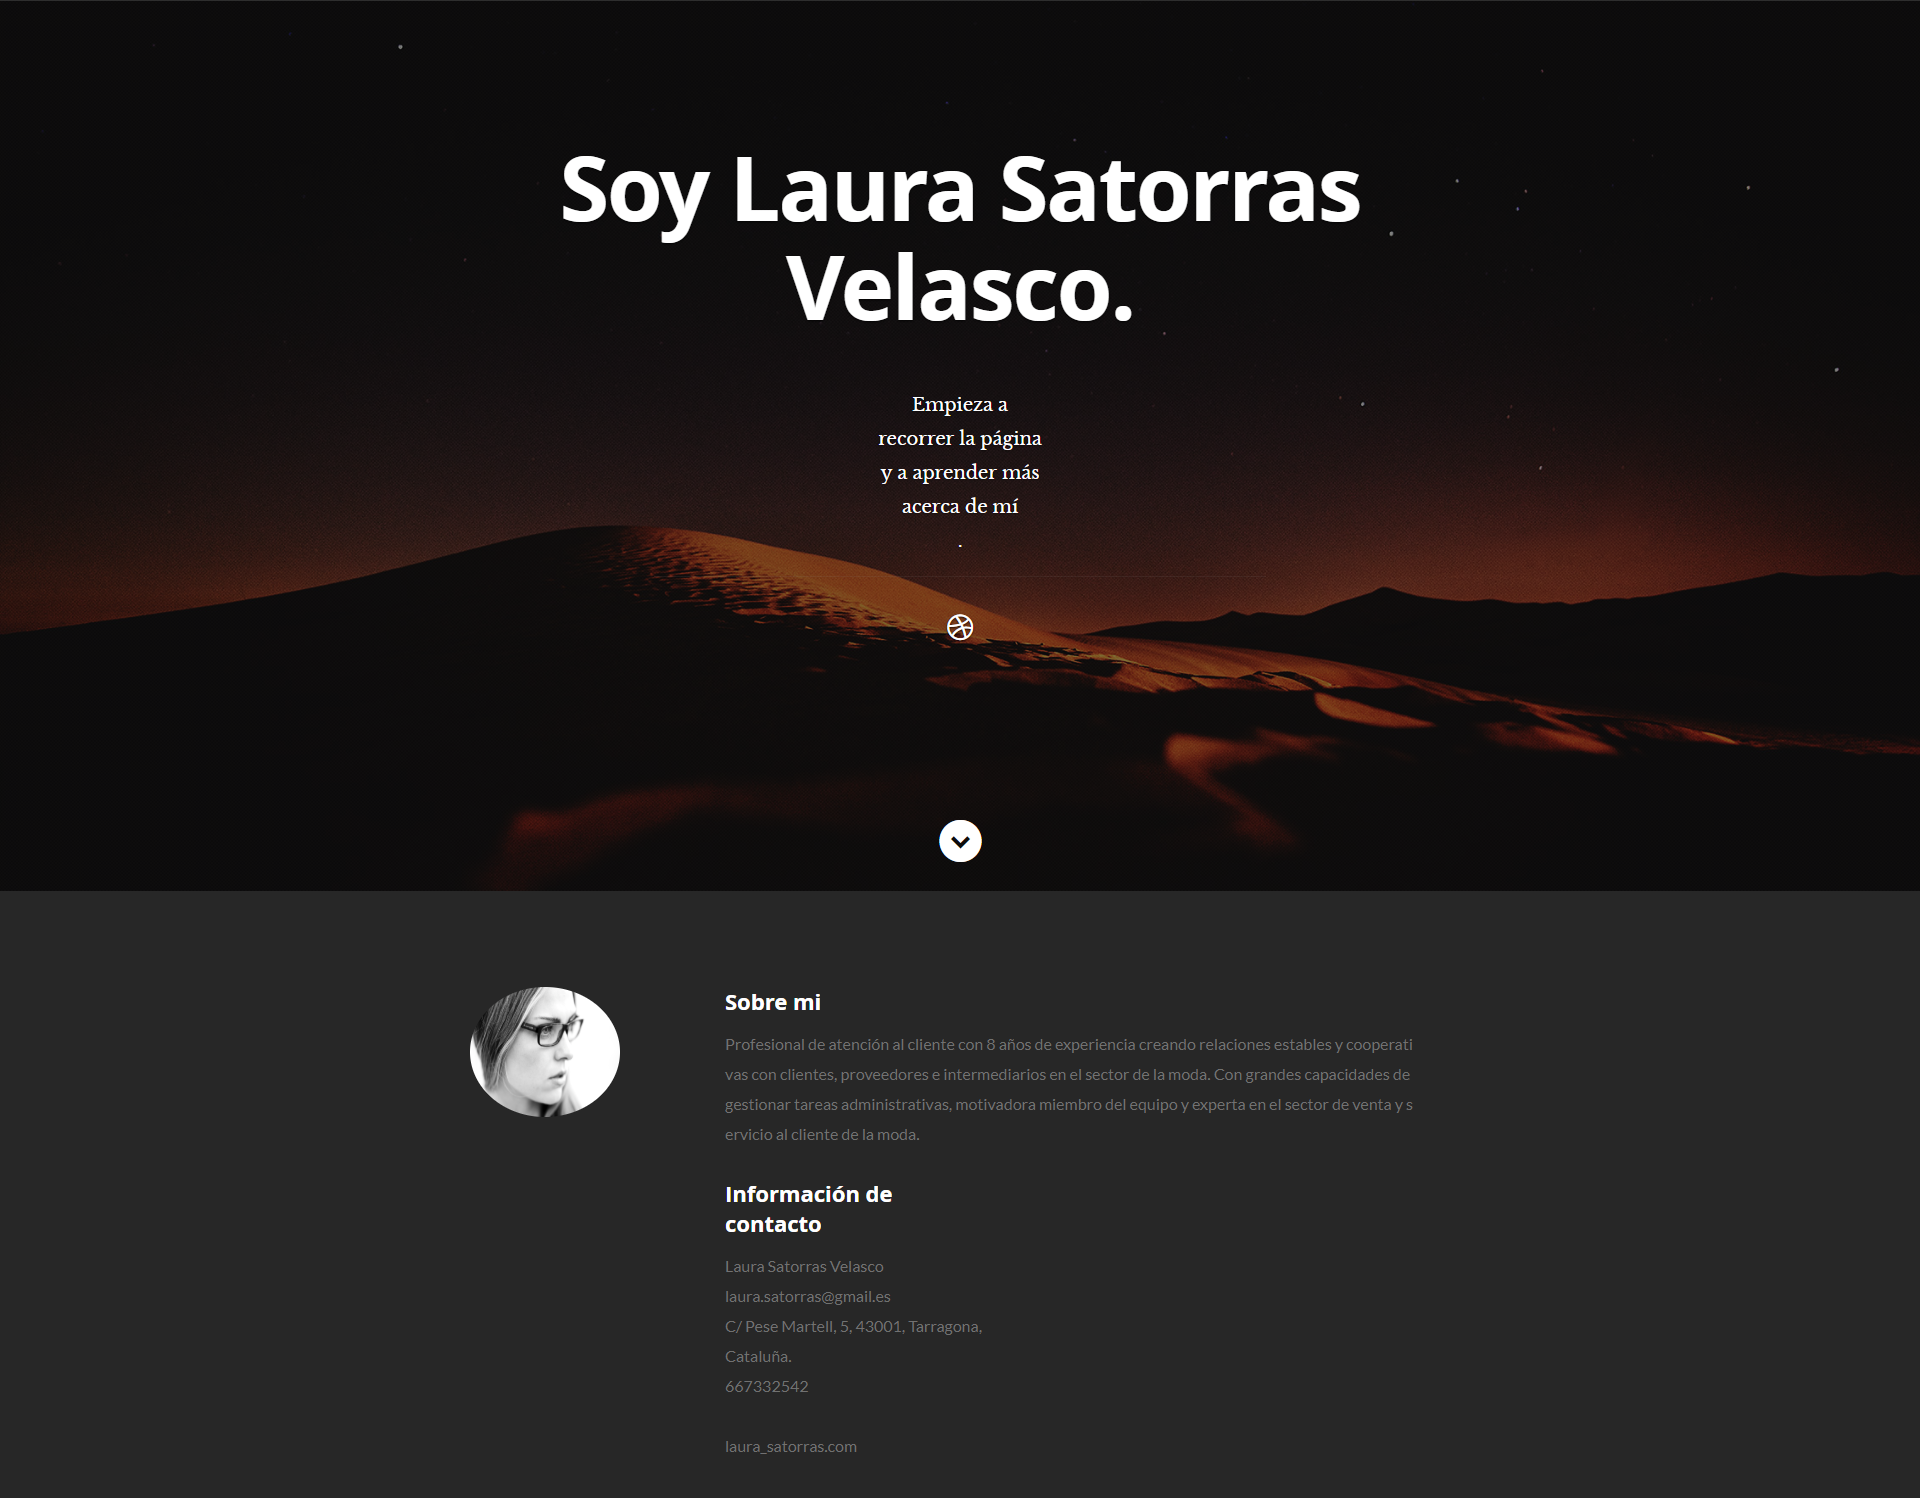 Soy Laura Satorras
Velasco.
Empieza a
recorrer la página
y a aprender más
acerca de mí
.
Sobre mi
Profesional de atención al cliente con 8 años de experiencia creando relaciones estables y cooperati
vas con clientes, proveedores e intermediarios en el sector de la moda. Con grandes capacidades de
gestionar tareas administrativas, motivadora miembro del equipo y experta en el sector de venta y s
ervicio al cliente de la moda.
Información de
contacto
Laura Satorras Velasco
laura.satorras@gmail.es
C/ Pese Martell, 5, 43001, Tarragona,
Cataluña.
667332542
laura_satorras.com